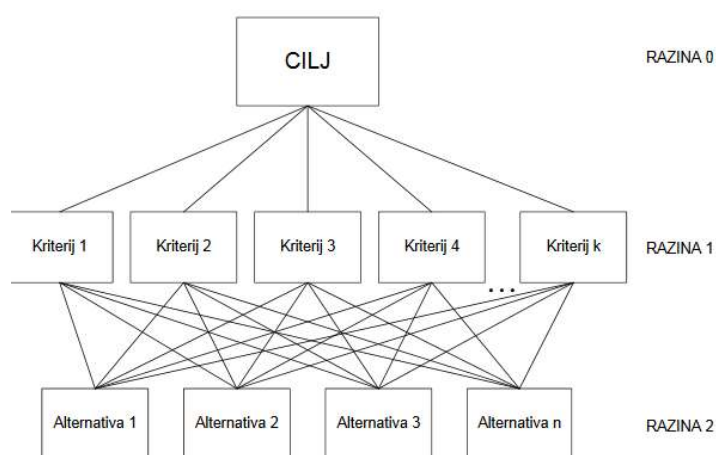 CILJ
RAZINA 0
Kriterij 1
Kriterij 2
Kriterij 3
Kriterij 4
...
Kriterij k
RAZINA 1
Alternativa 1
Alternativa 2
Alternativa 3
Alternativa n
RAZINA 2